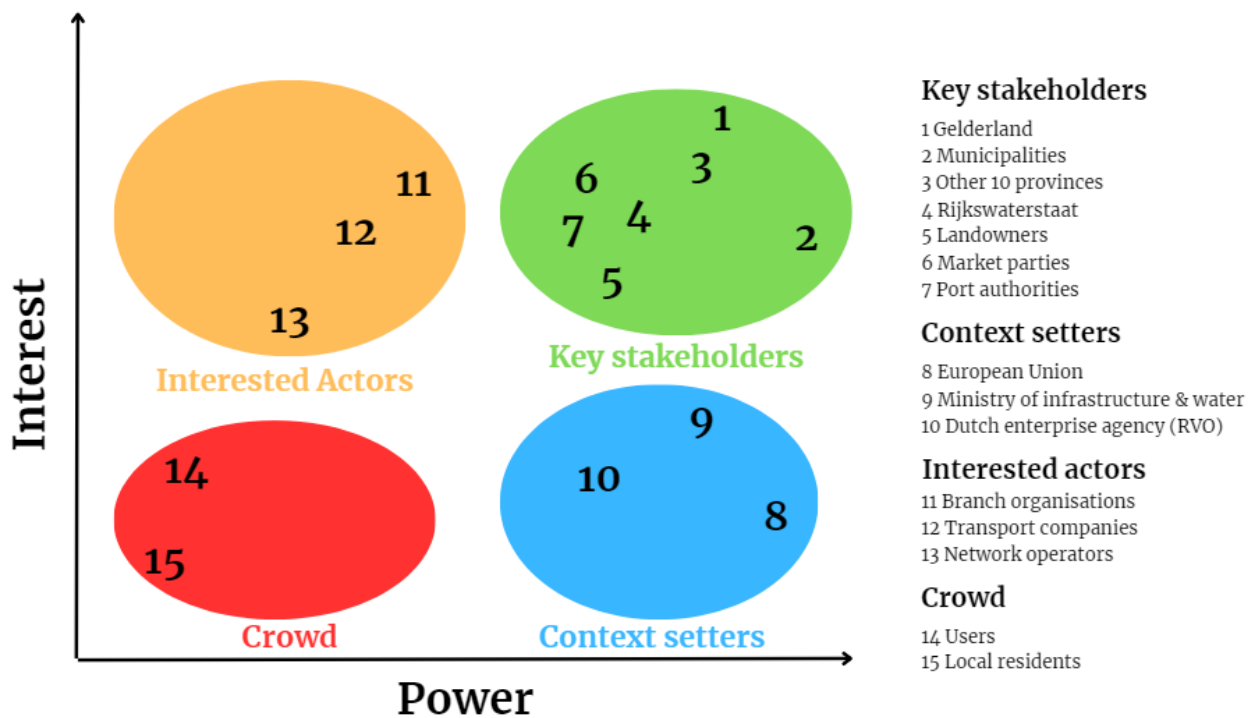 Interest
1
3
6
4
7
2
5
Key stakeholders
11
12
13
Interested Actors
9
10
8
Context setters
14
15
Crowd
Power
Key stakeholders
1 Gelderland
2 Municipalities
3 Other 10 provinces
4 Rijkswaterstaat
5 Landowners
6 Market parties
7 Port authorities
Context setters
8 European Union
9 Ministry of infrastructure & water
10 Dutch enterprise agency (RVO)
Interested actors
11 Branch organisations
12 Transport companies
13 Network operators
Crowd
14 Users
15 Local residents